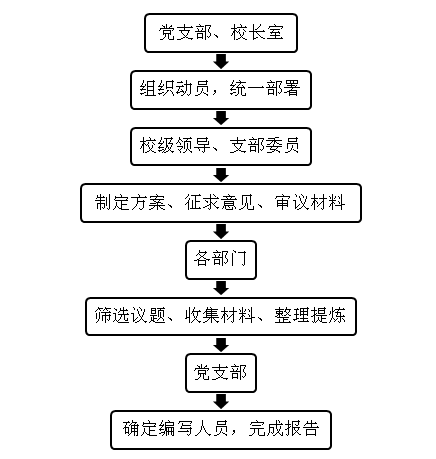 党支部、校长室
组织动员，统一部署
校级领导、支部委员
制定方案、征求意见、审议材料
各部门
筛选议题、收集材料、整理提炼
党支部
确定编写人员，完成报告